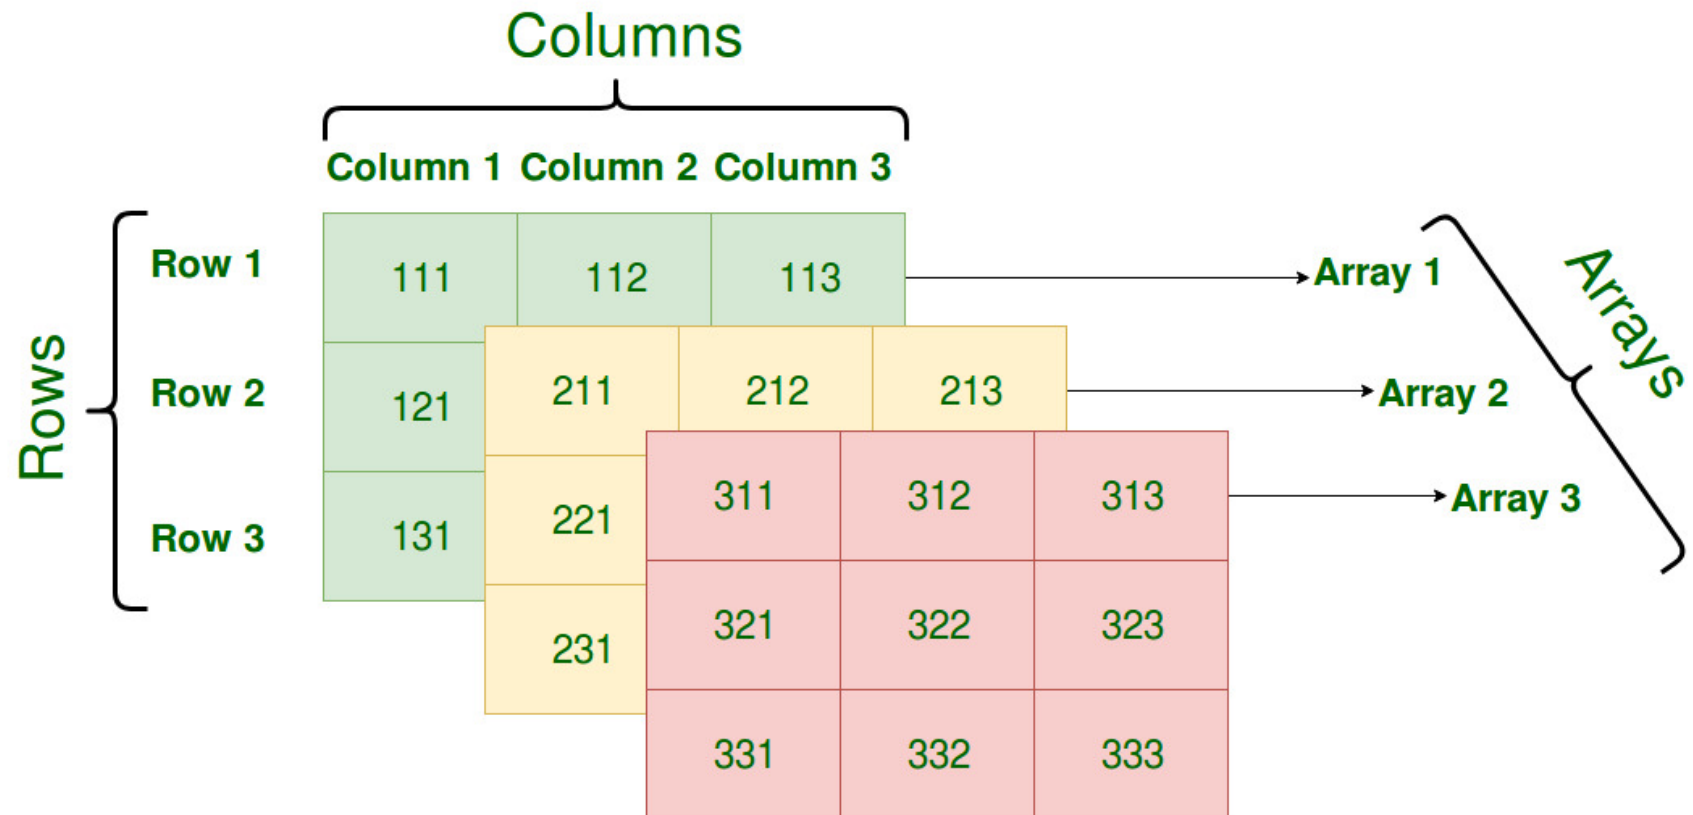 Columns
Column 1 Column 2 Column 3
Rows
Row 1
111 112 113
Array 1
Arrays
Row 2
121
211 212 213
Array 2
Row 3
131
221
311 312 313
Array 3
231
321 322 323
331 332 333